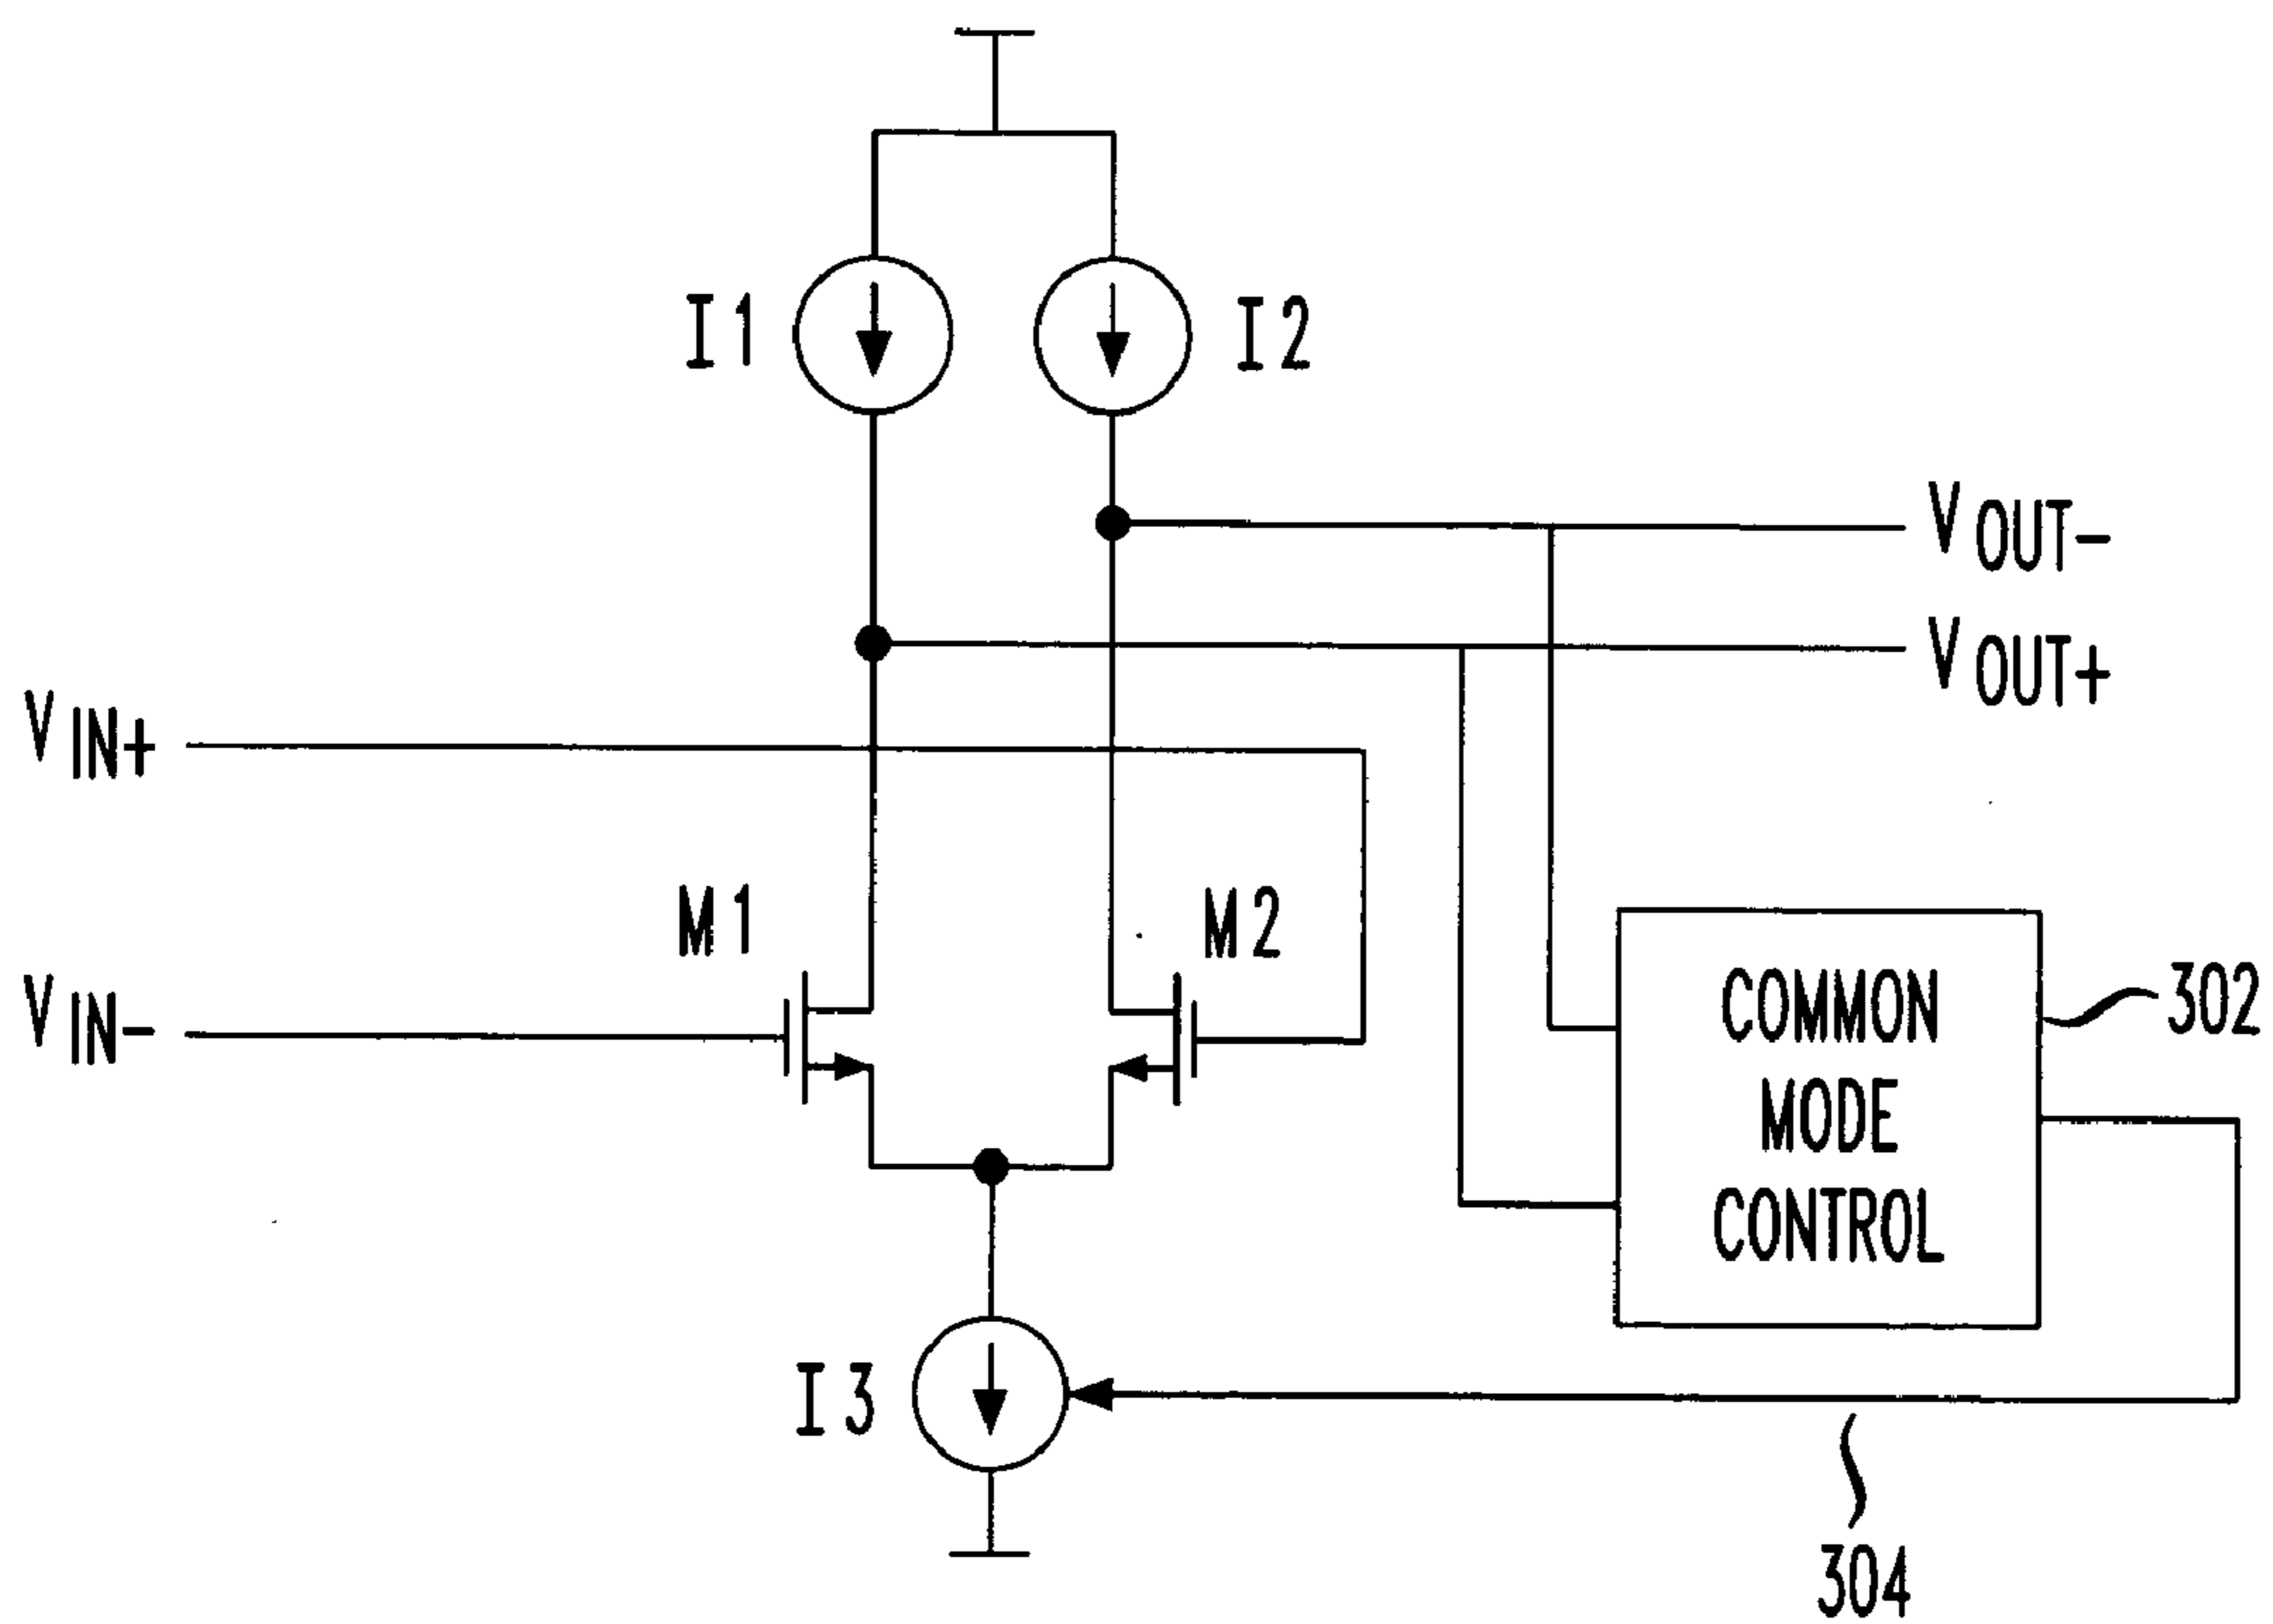 I1
I2
VOUT-
VOUT+
VIN+
M1
M2
VIN-
COMMON
MODE
CONTROL
302
I3
304